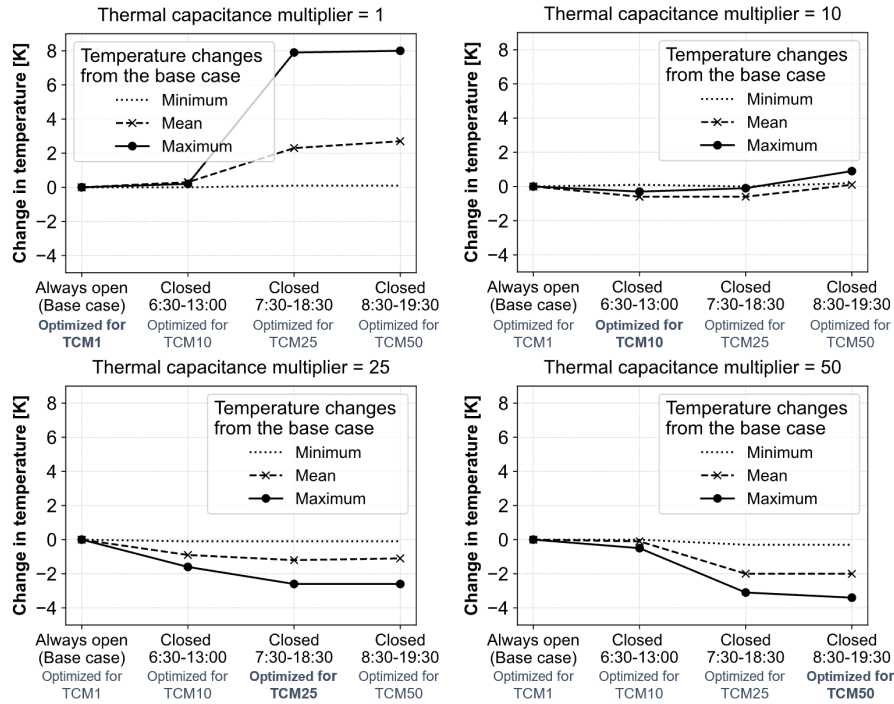 Thermal capacitance multiplier = 1
Change in temperature [K]
8
6
4
2
0
−2
−4
Temperature changes
from the base case
Minimum
Mean
Maximum
Always open
(Base case)
Optimized for
TCM1
Closed
6:30-13:00
Optimized for
TCM10
Closed
7:30-18:30
Optimized for
TCM25
Closed
8:30-19:30
Optimized for
TCM50
Thermal capacitance multiplier = 10
Change in temperature [K]
8
6
4
2
0
−2
−4
Temperature changes
from the base case
Minimum
Mean
Maximum
Always open
(Base case)
Optimized for
TCM1
Closed
6:30-13:00
Optimized for
TCM10
Closed
7:30-18:30
Optimized for
TCM25
Closed
8:30-19:30
Optimized for
TCM50
Thermal capacitance multiplier = 25
Change in temperature [K]
8
6
4
2
0
−2
−4
Temperature changes
from the base case
Minimum
Mean
Maximum
Always open
(Base case)
Optimized for
TCM1
Closed
6:30-13:00
Optimized for
TCM10
Closed
7:30-18:30
Optimized for
TCM25
Closed
8:30-19:30
Optimized for
TCM50
Thermal capacitance multiplier = 50
Change in temperature [K]
8
6
4
2
0
−2
−4
Temperature changes
from the base case
Minimum
Mean
Maximum
Always open
(Base case)
Optimized for
TCM1
Closed
6:30-13:00
Optimized for
TCM10
Closed
7:30-18:30
Optimized for
TCM25
Closed
8:30-19:30
Optimized for
TCM50